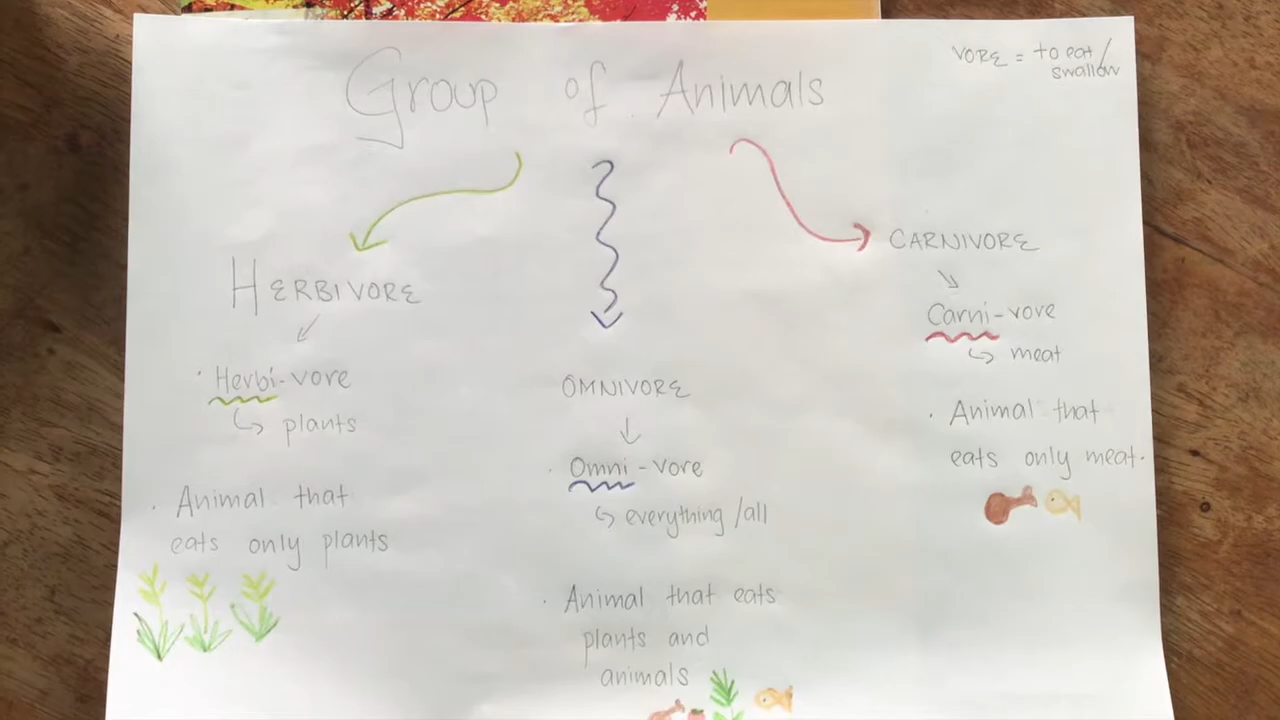 Group of Animals
VORE = to eat/
swallow
HERBIVORE
· Herbi-vore
plants
· Animal that
eats only plants
OMNIVORE
· Omni-vore
everything/all
· Animal that eats
plants and
animals
CARNIVORE
Carni-vore
meat
· Animal that
eats only meat.